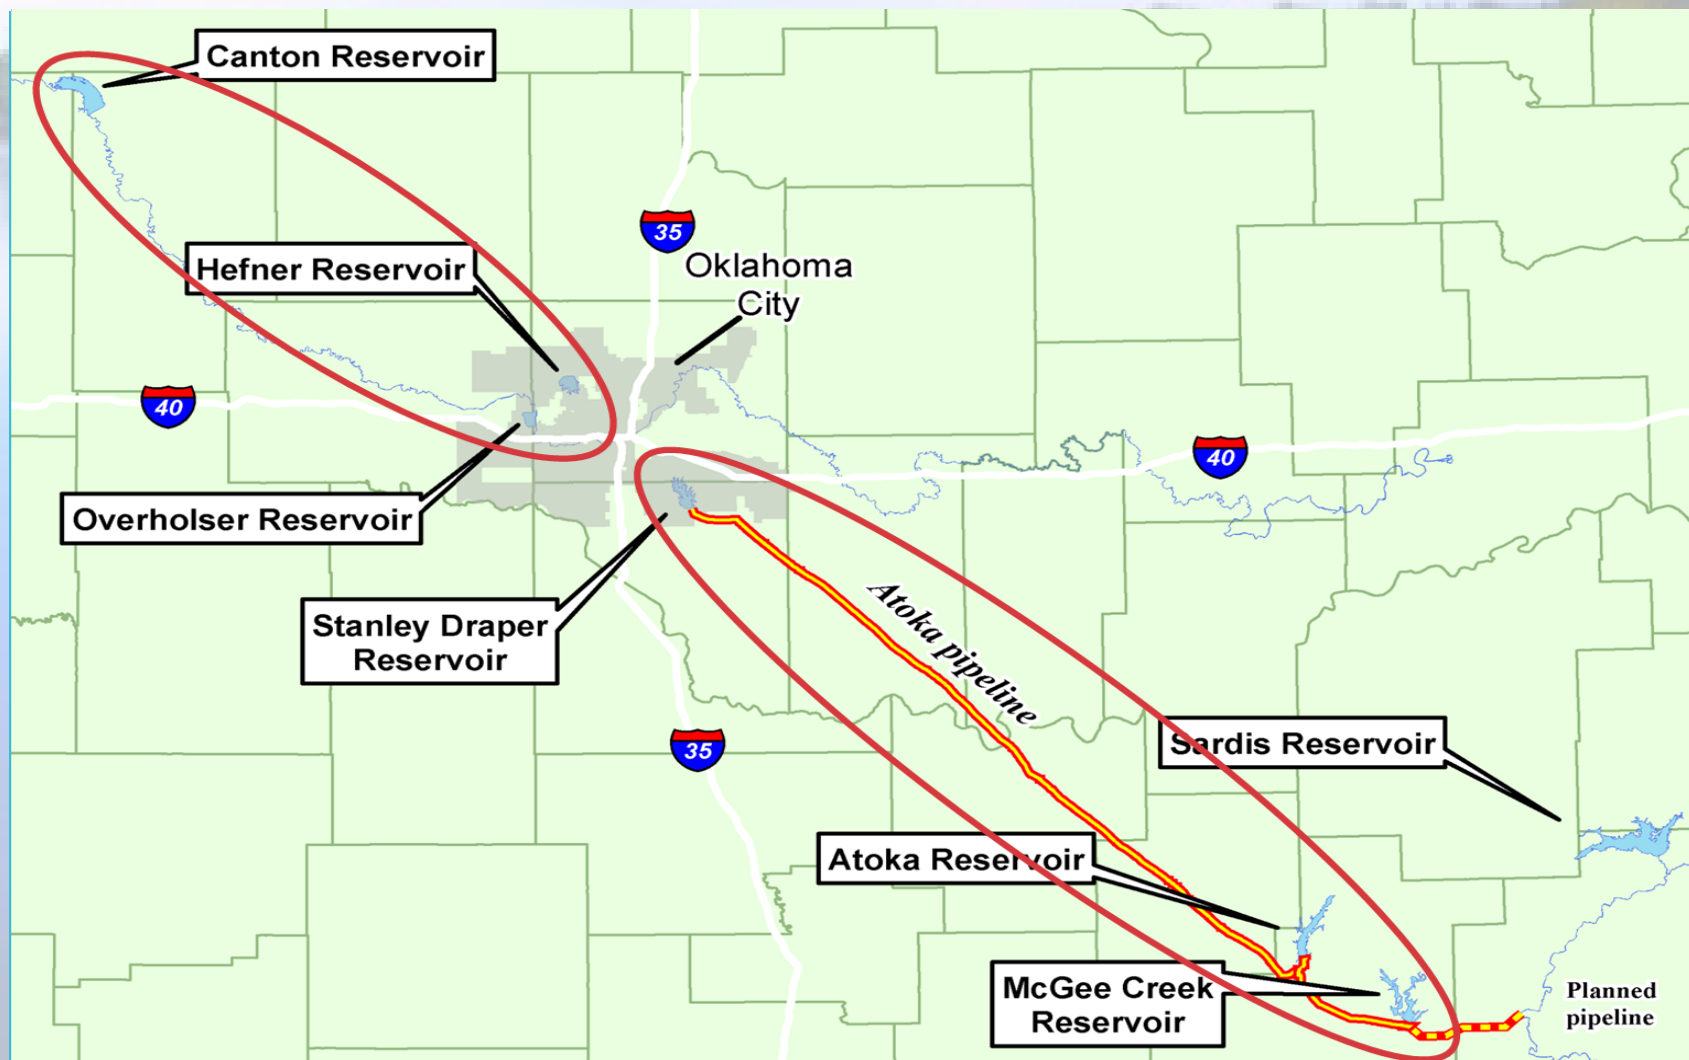 Canton Reservoir
35
Hefner Reservoir
Oklahoma
City
40
40
Overholser Reservoir
Stanley Draper
Reservoir
Atoka pipeline
35
Sardis Reservoir
Atoka Reservoir
McGee Creek
Reservoir
Planned
pipeline